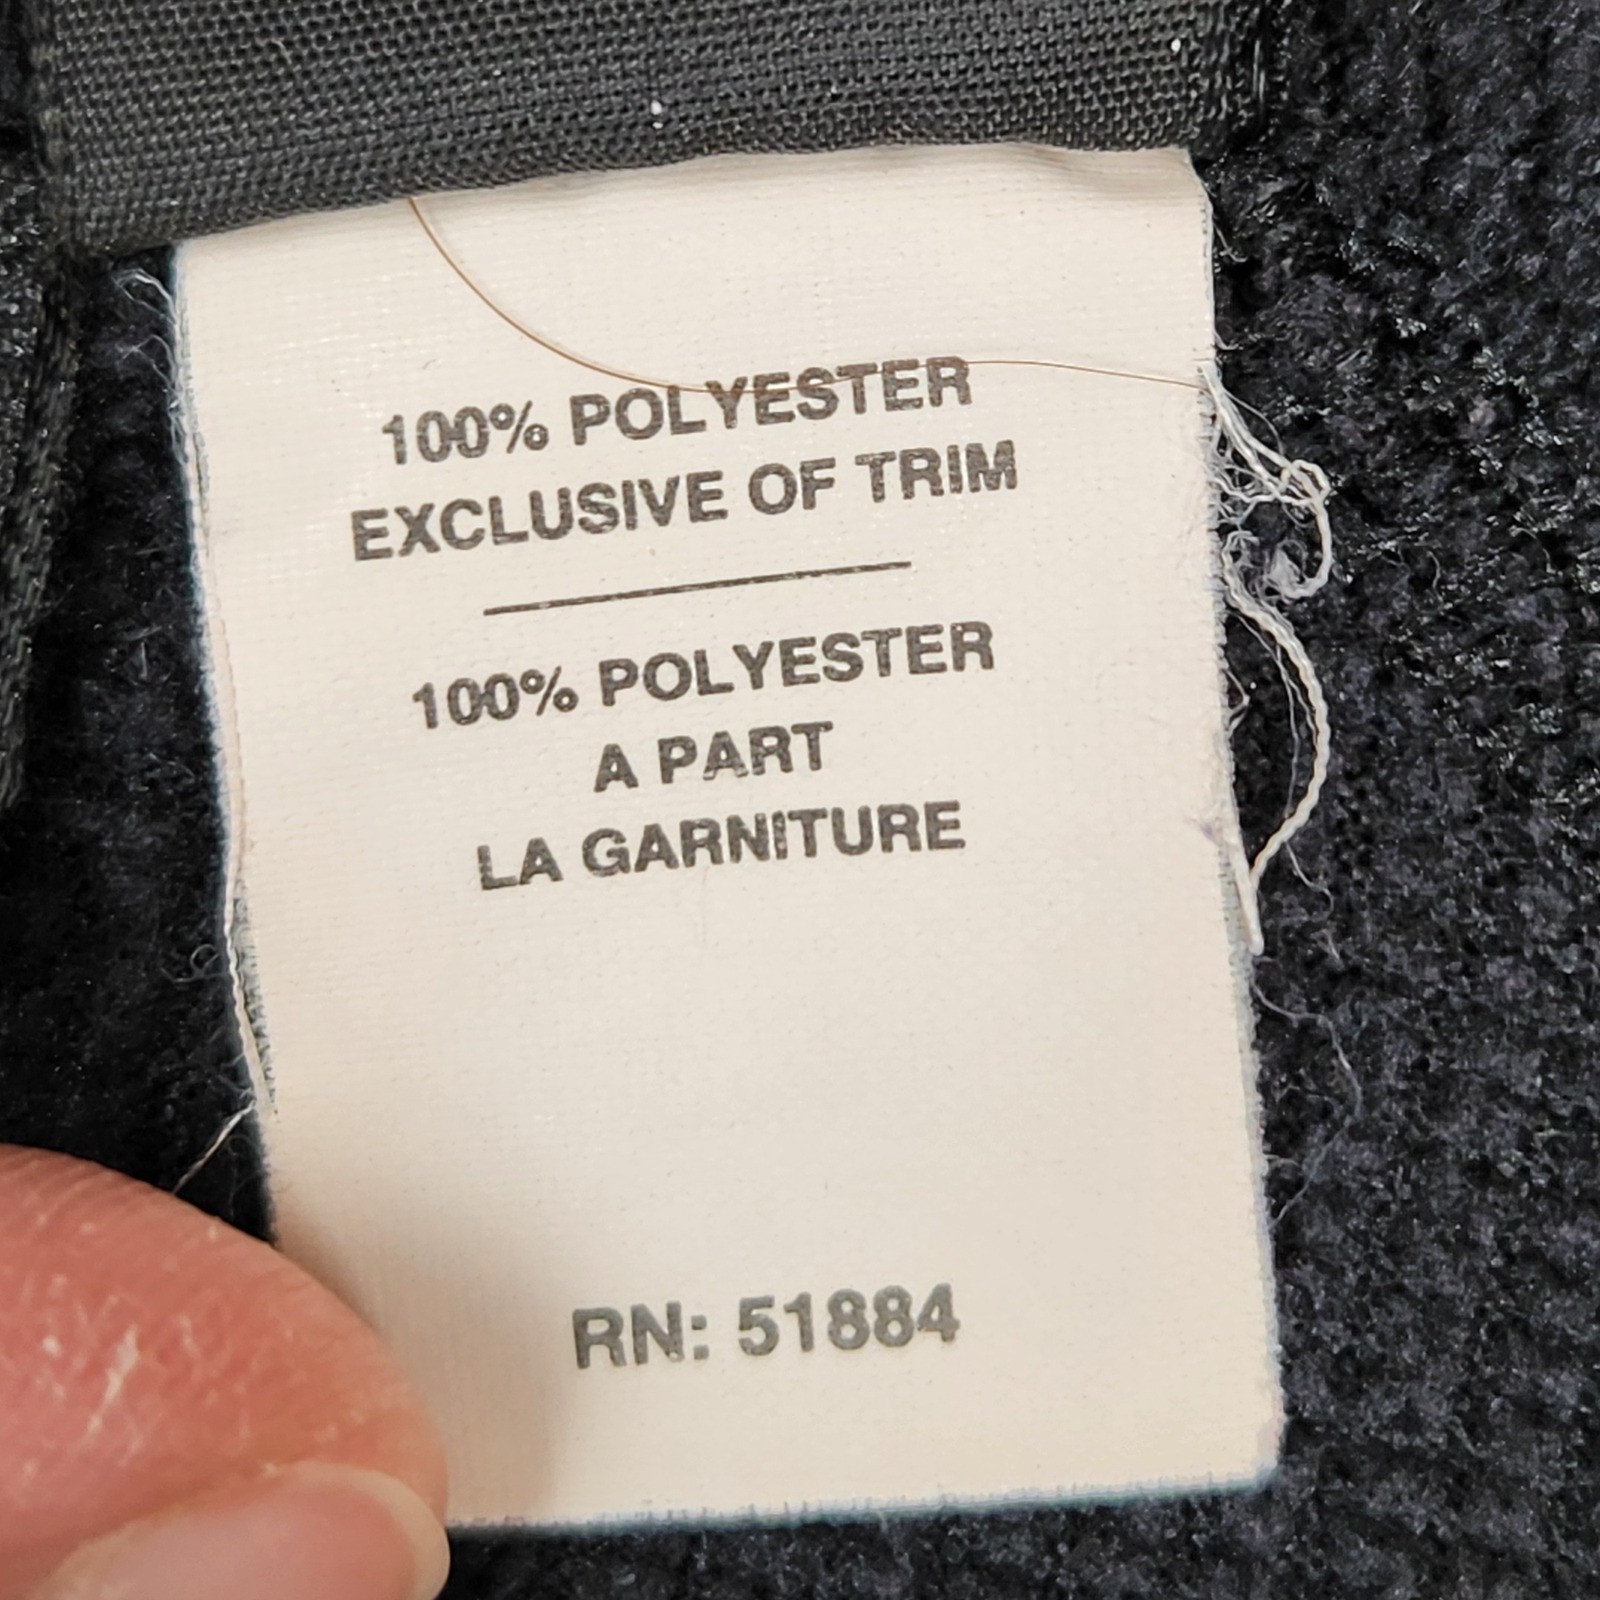 100% POLYESTER
EXCLUSIVE OF TRIM
100% POLYESTER
A PART
LA GARNITURE
RN: 51884